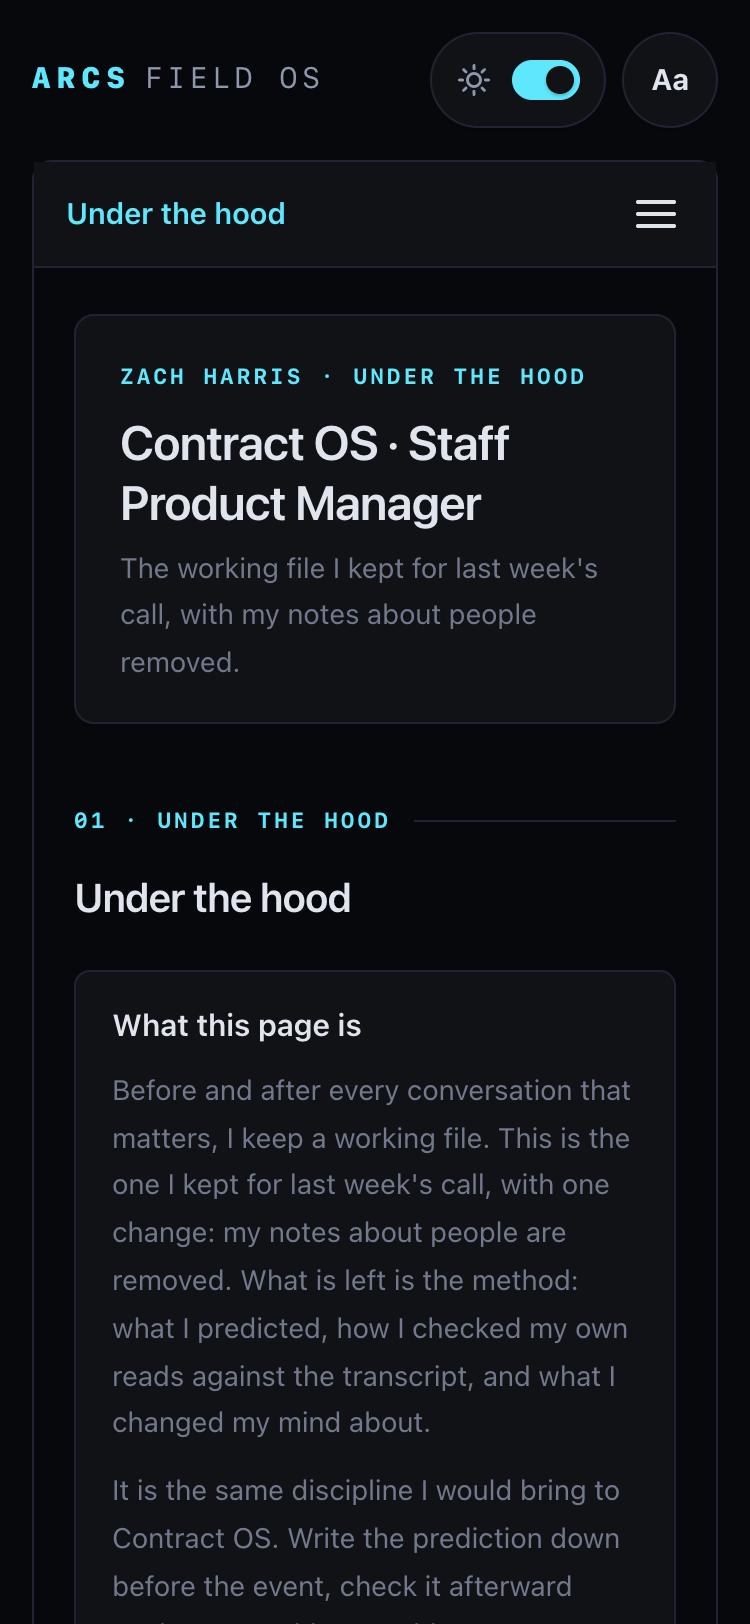 ARCS FIELD OS
Aa
Under the hood
ZACH HARRIS · UNDER THE HOOD
Contract OS · Staff
Product Manager
The working file I kept for last week's
call, with my notes about people
removed.
01 · UNDER THE HOOD
Under the hood
What this page is
Before and after every conversation that
matters, I keep a working file. This is the
one I kept for last week's call, with one
change: my notes about people are
removed. What is left is the method:
what I predicted, how I checked my own
reads against the transcript, and what I
changed my mind about.
It is the same discipline I would bring to
Contract OS. Write the prediction down
before the event, check it afterward